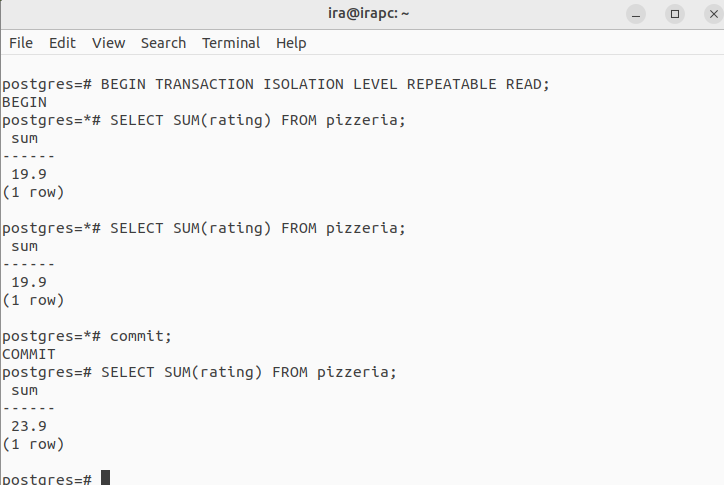 ira@irapc: ~
File Edit View Search Terminal Help
postgres=# BEGIN TRANSACTION ISOLATION LEVEL REPEATABLE READ;
BEGIN
postgres=*# SELECT SUM(rating) FROM pizzeria;
 sum
------
 19.9
(1 row)

postgres=*# SELECT SUM(rating) FROM pizzeria;
 sum
------
 19.9
(1 row)

postgres=*# commit;
COMMIT
postgres=# SELECT SUM(rating) FROM pizzeria;
 sum
------
 23.9
(1 row)

postgres=#